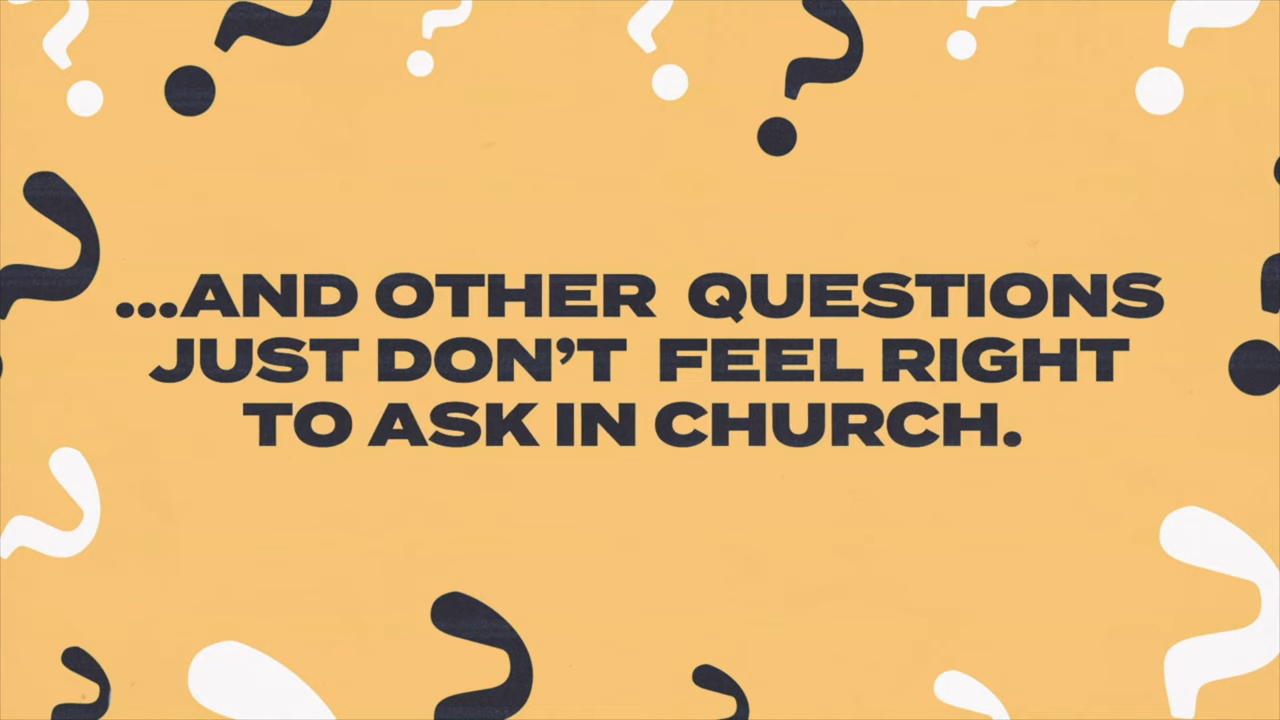 ...AND OTHER QUESTIONS
JUST DON'T FEEL RIGHT
TO ASK IN CHURCH.